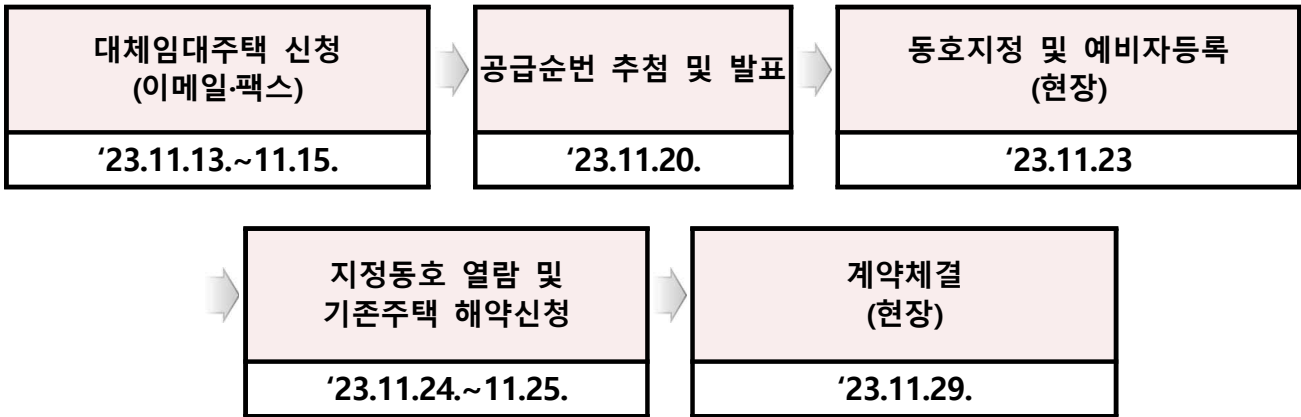 대체임대주택 신청
(이메일·팩스)
‘23.11.13.~11.15.
공급순번 추첨 및 발표
‘23.11.20.
동호지정 및 예비자등록
(현장)
‘23.11.23
지정동호 열람 및
기존주택 해약신청
‘23.11.24.~11.25.
계약체결
(현장)
‘23.11.29.